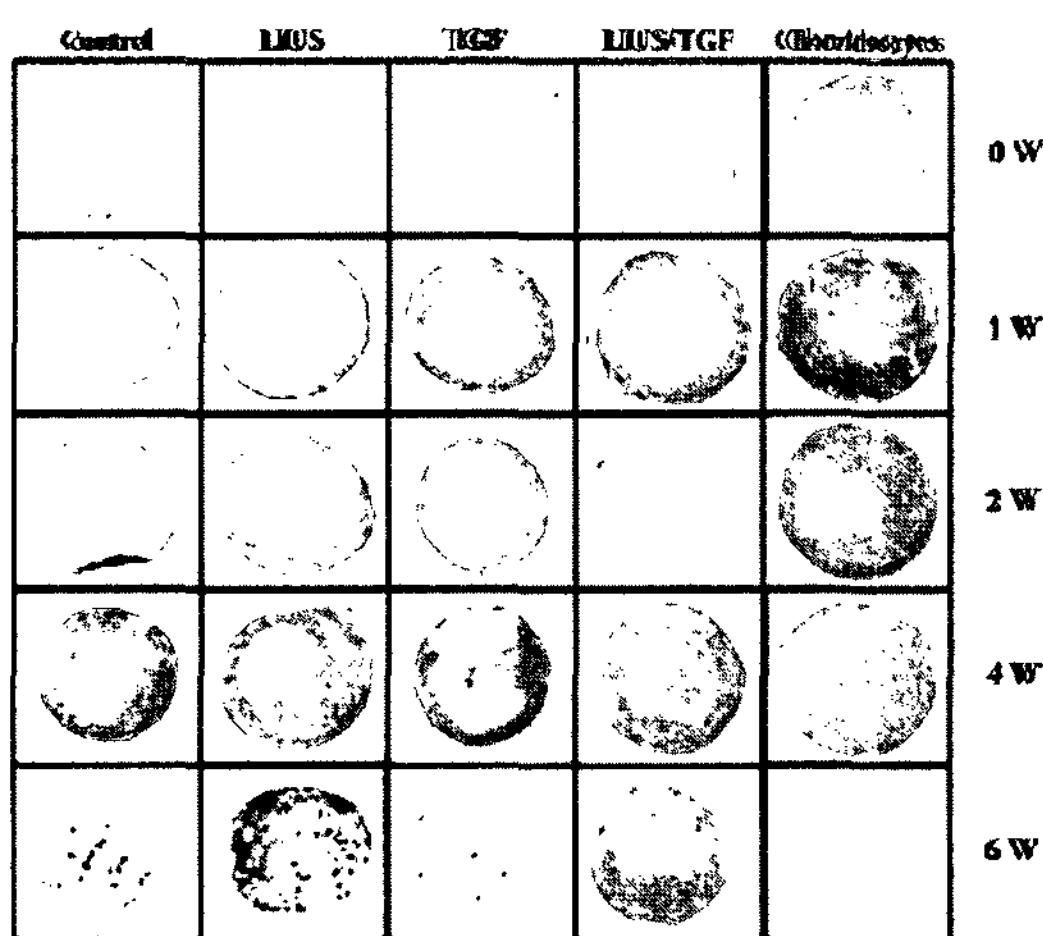 Control LIUS TGF LIUS/TGF Chondrocytes
0 W
1 W
2 W
4 W
6 W